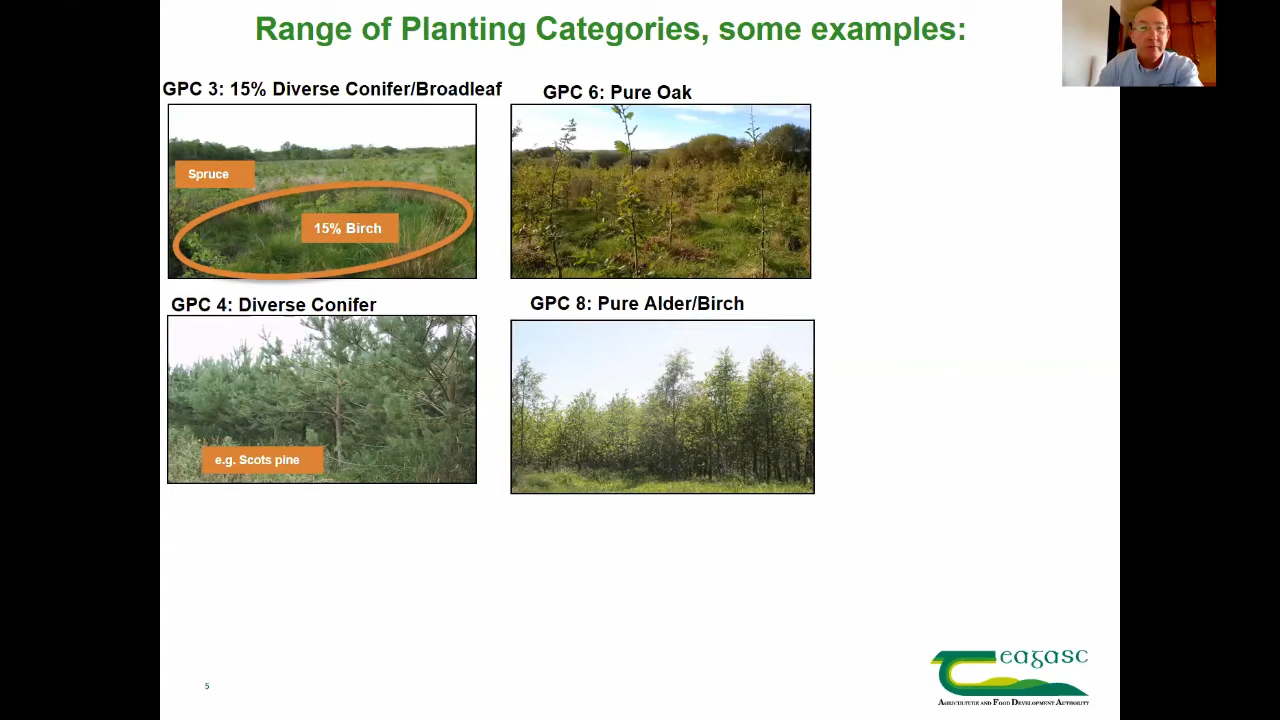 Range of Planting Categories, some examples:
GPC 3: 15% Diverse Conifer/Broadleaf
GPC 6: Pure Oak
Spruce
15% Birch
GPC 4: Diverse Conifer
GPC 8: Pure Alder/Birch
e.g. Scots pine
5
eagasc
AGRICULTURE AND FOOD DEVELOPMENT AUTHORITY